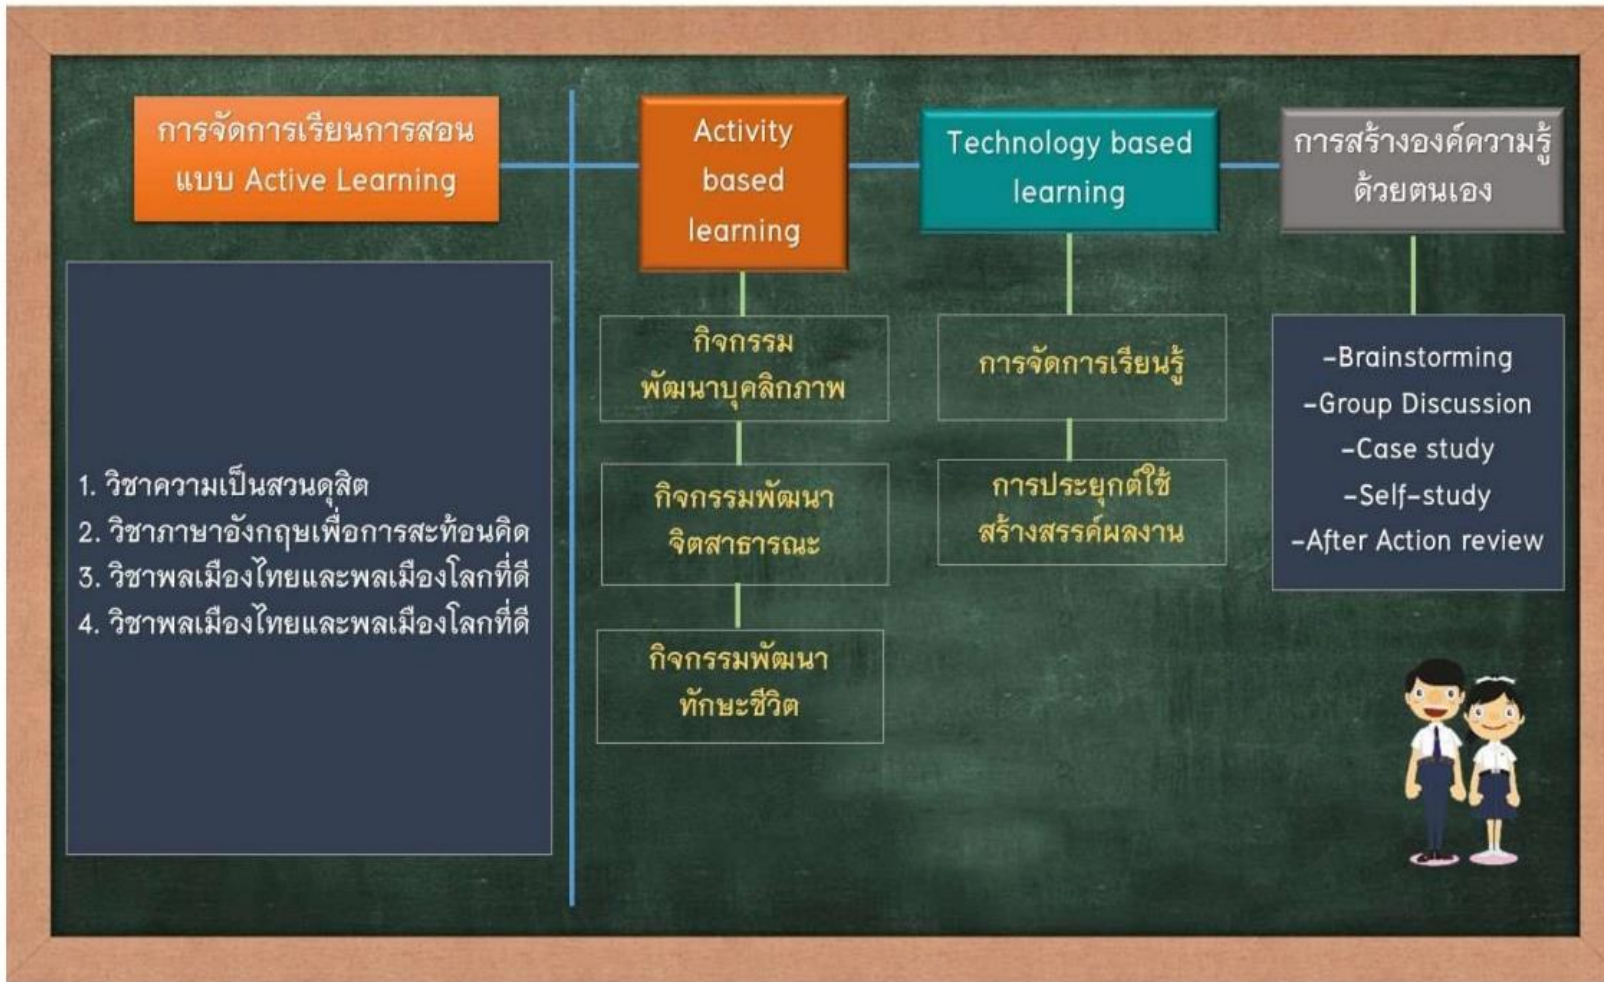 การจัดการเรียนการสอน
แบบ Active Learning
1. วิชาความเป็นสวนดุสิต
2. วิชาภาษาอังกฤษเพื่อการสะท้อนคิด
3. วิชาพลเมืองไทยและพลเมืองโลกที่ดี
4. วิชาพลเมืองไทยและพลเมืองโลกที่ดี
Activity
based
learning
กิจกรรม
พัฒนาบุคลิกภาพ
กิจกรรมพัฒนา
จิตสาธารณะ
กิจกรรมพัฒนา
ทักษะชีวิต
Technology based
learning
การจัดการเรียนรู้
การประยุกต์ใช้
สร้างสรรค์ผลงาน
การสร้างองค์ความรู้
ด้วยตนเอง
-Brainstorming
-Group Discussion
-Case study
-Self-study
-After Action review